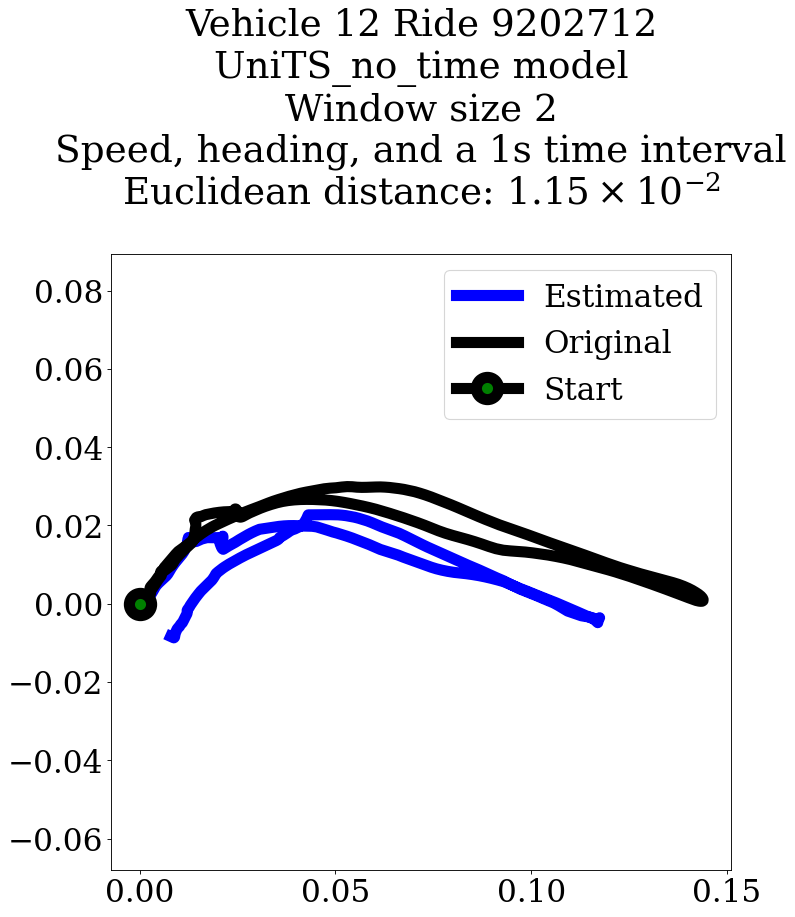 Vehicle 12 Ride 9202712
UniTS_no_time model
Window size 2
Speed, heading, and a 1s time interval
Euclidean distance: 1.15 × 10⁻²
Estimated
Original
Start
0.08
0.06
0.04
0.02
0.00
−0.02
−0.04
−0.06
0.00 0.05 0.10 0.15